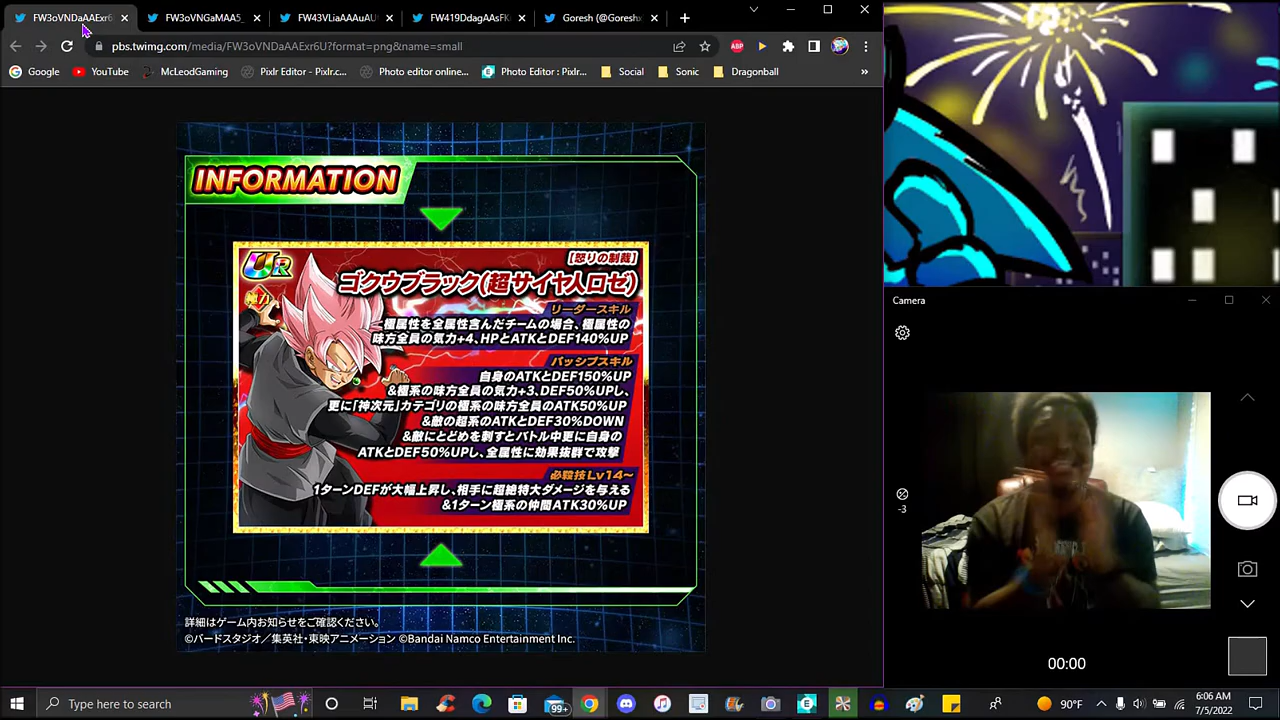 FW3oVNDaAAExr6
FW3oVNGaMAA5_
FW43VLiaAAAuAU
FW419DdagAAsFK
Goresh (@Goresh
pbs.twimg.com/media/FW3oVNDaAAExr6U?format=png&name=small
Google YouTube McLeodGaming Pixlr Editor - Pixlr.c... Photo editor online... Photo Editor : Pixlr... Social Sonic Dragonball »
ABP
INFORMATION
UR
[怒りの制裁]
ゴクウブラック(超サイヤ人ロゼ)
極力
リーダースキル
極属性を全属性含んだチームの場合、極属性の
味方全員の気力+4、HPとATKとDEF140%UP
パッシブスキル
自身のATKとDEF150%UP
&極系の味方全員の気力+3、DEF50%UPし、
更に「神次元」カテゴリの極系の味方全員のATK50%UP
&敵の超系のATKとDEF30%DOWN
&敵にとどめを刺すとバトル中更に自身の
ATKとDEF50%UPし、全属性に効果抜群で攻撃
必殺技Lv14~
1ターンDEFが大幅上昇し、相手に超絶特大ダメージを与える
&1ターン極系の仲間ATK30%UP
詳細はゲーム内お知らせをご確認ください。
©バードスタジオ/集英社・東映アニメーション ©Bandai Namco Entertainment Inc.
Camera
-3
00:00
Type here to search
99+
90°F
6:06 AM
7/5/2022